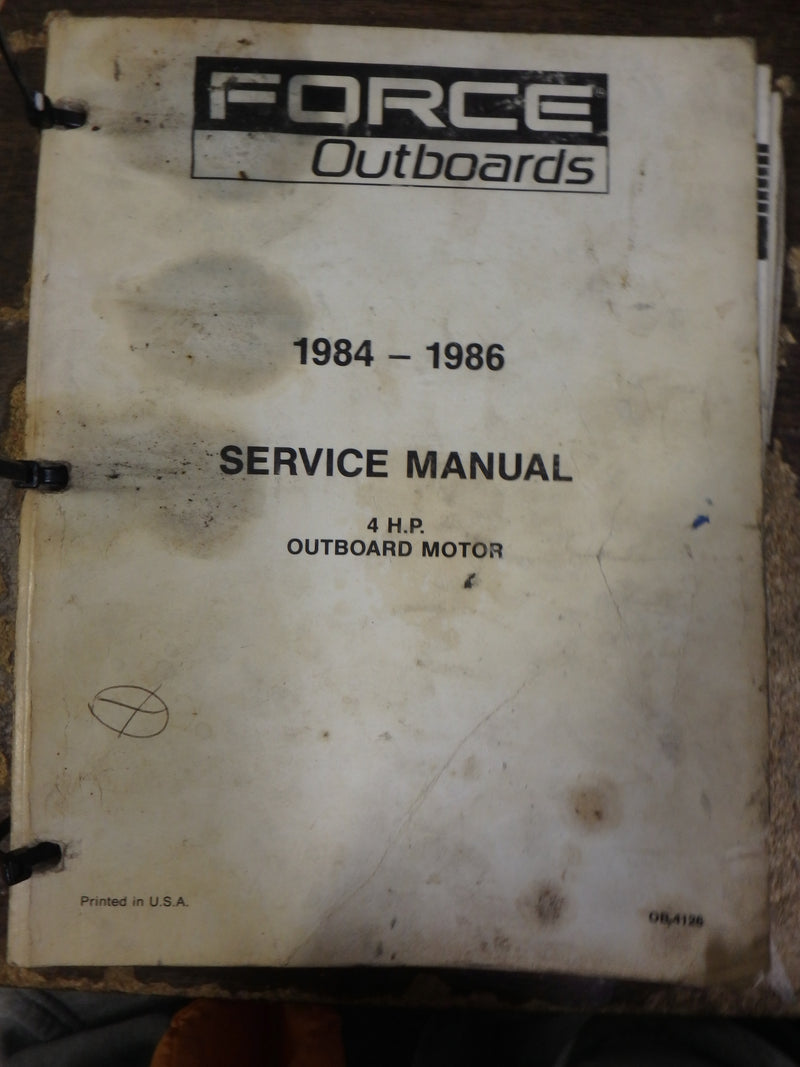 FORCE
Outboards
1984 – 1986
SERVICE MANUAL
4 H.P.
OUTBOARD MOTOR
Printed in U.S.A.
OB 4126